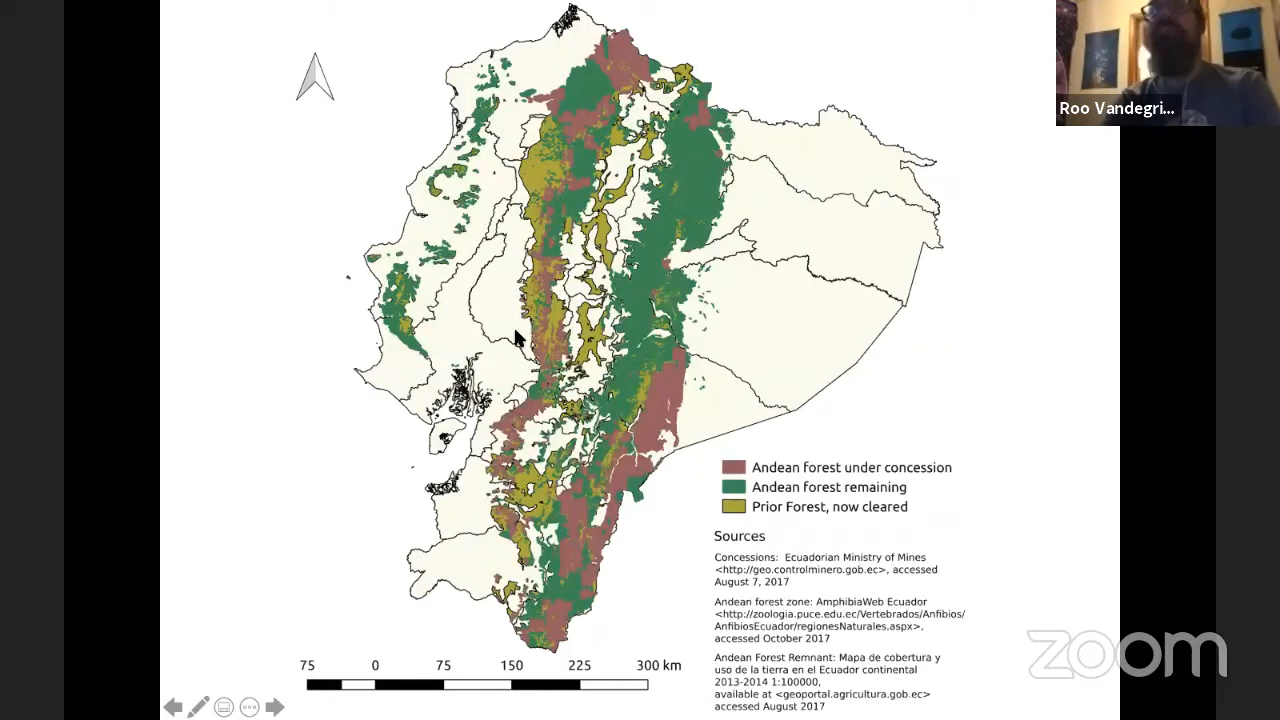 Roo Vandegri...
Andean forest under concession
Andean forest remaining
Prior Forest, now cleared
Sources
Concessions: Ecuadorian Ministry of Mines
<http://geo.controlminero.gob.ec>, accessed
August 7, 2017
Andean forest zone: AmphibiaWeb Ecuador
<http://zoologia.puce.edu.ec/Vertebrados/Anfibios/
AnfibiosEcuador/regionesNaturales.aspx>,
accessed October 2017
Andean Forest Remnant: Mapa de cobertura y
uso de la tierra en el Ecuador continental
2013-2014 1:100000,
available at <geoportal.agricultura.gob.ec>
accessed August 2017
75 0 75 150 225 300 km
zoom